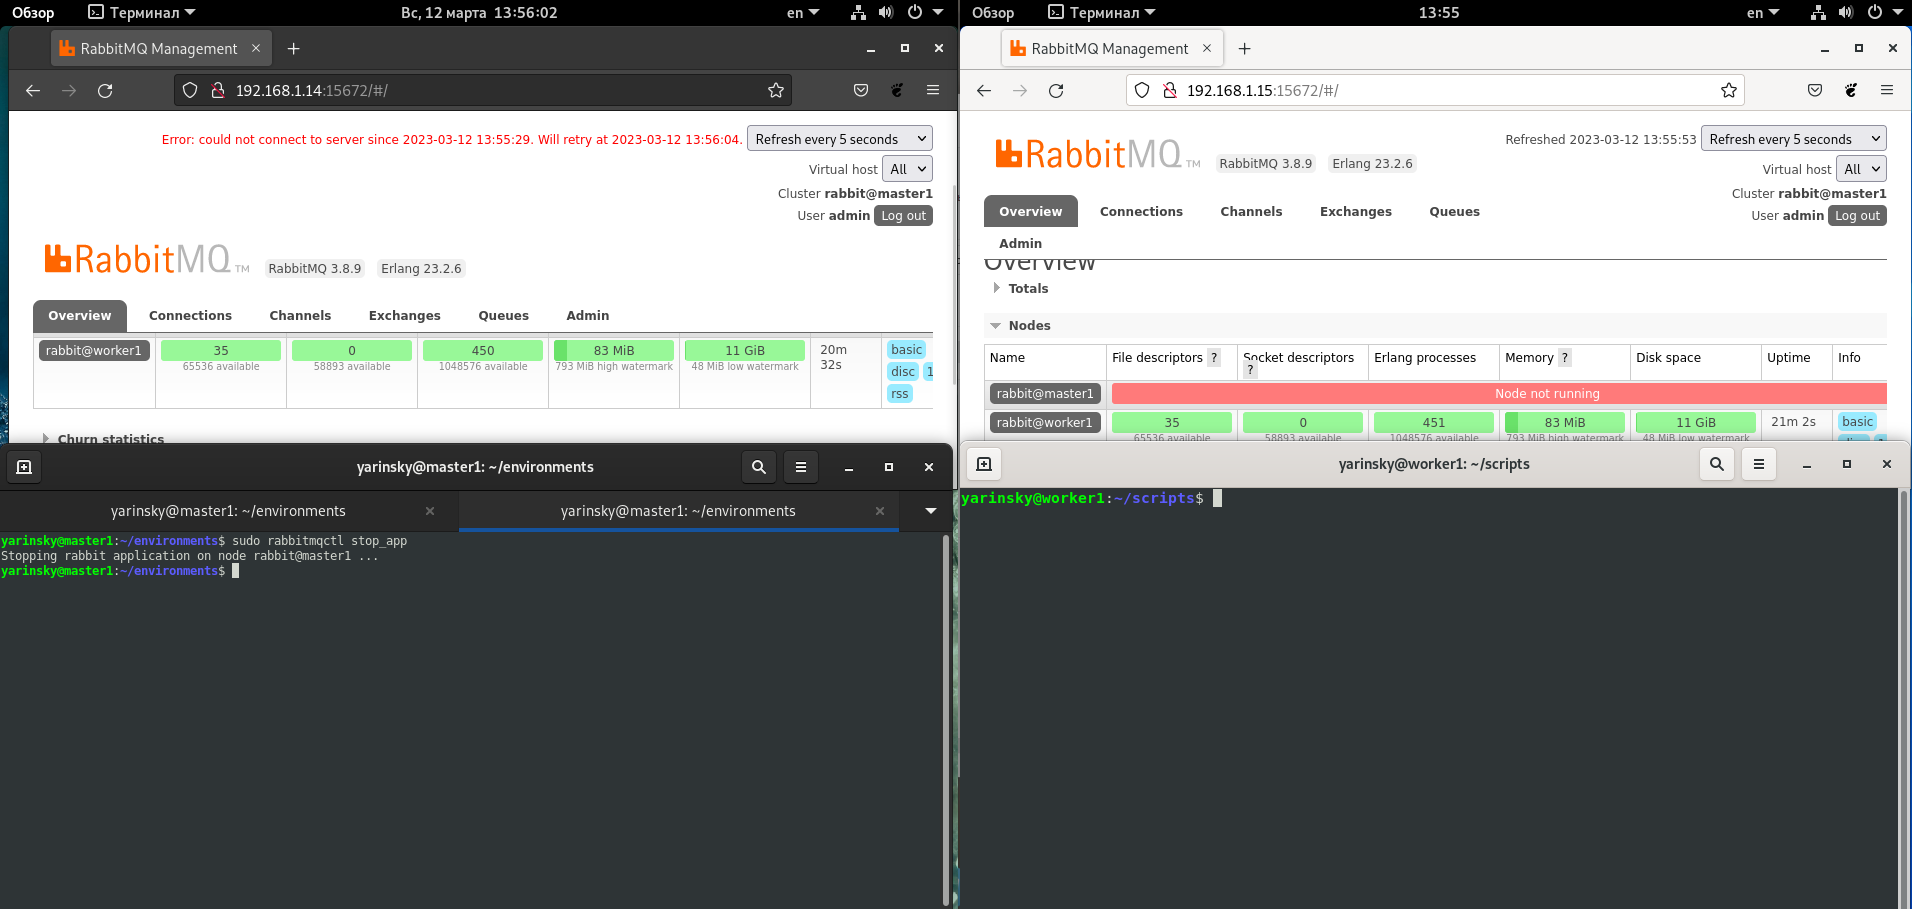 Обзор Терминал Вс, 12 марта 13:56:02 en
RabbitMQ Management
192.168.1.14:15672/#/
Error: could not connect to server since 2023-03-12 13:55:29. Will retry at 2023-03-12 13:56:04. Refresh every 5 seconds
Virtual host All
Cluster rabbit@master1
User admin Log out
RabbitMQ TM RabbitMQ 3.8.9 Erlang 23.2.6
Overview Connections Channels Exchanges Queues Admin
rabbit@worker1 35 0 450 83 MiB 11 GiB 20m 32s basic
65536 available 58893 available 1048576 available 793 MiB high watermark 48 MiB low watermark
disc 1
rss
Churn statistics
yarinsky@master1: ~/environments
yarinsky@master1: ~/environments yarinsky@master1: ~/environments
yarinsky@master1:~/environments$ sudo rabbitmqctl stop_app
Stopping rabbit application on node rabbit@master1 ...
yarinsky@master1:~/environments$
Обзор Терминал 13:55 en
RabbitMQ Management
192.168.1.15:15672/#/
Refreshed 2023-03-12 13:55:53 Refresh every 5 seconds
RabbitMQ TM RabbitMQ 3.8.9 Erlang 23.2.6
Virtual host All
Cluster rabbit@master1
User admin Log out
Overview Connections Channels Exchanges Queues
Admin
Overview
Totals
Nodes
Name File descriptors ? Socket descriptors ? Erlang processes Memory ? Disk space Uptime Info
rabbit@master1 Node not running
rabbit@worker1 35 0 451 83 MiB 11 GiB 21m 2s basic
65536 available 58893 available 1048576 available 793 MiB high watermark 48 MiB low watermark
yarinsky@worker1: ~/scripts
yarinsky@worker1:~/scripts$